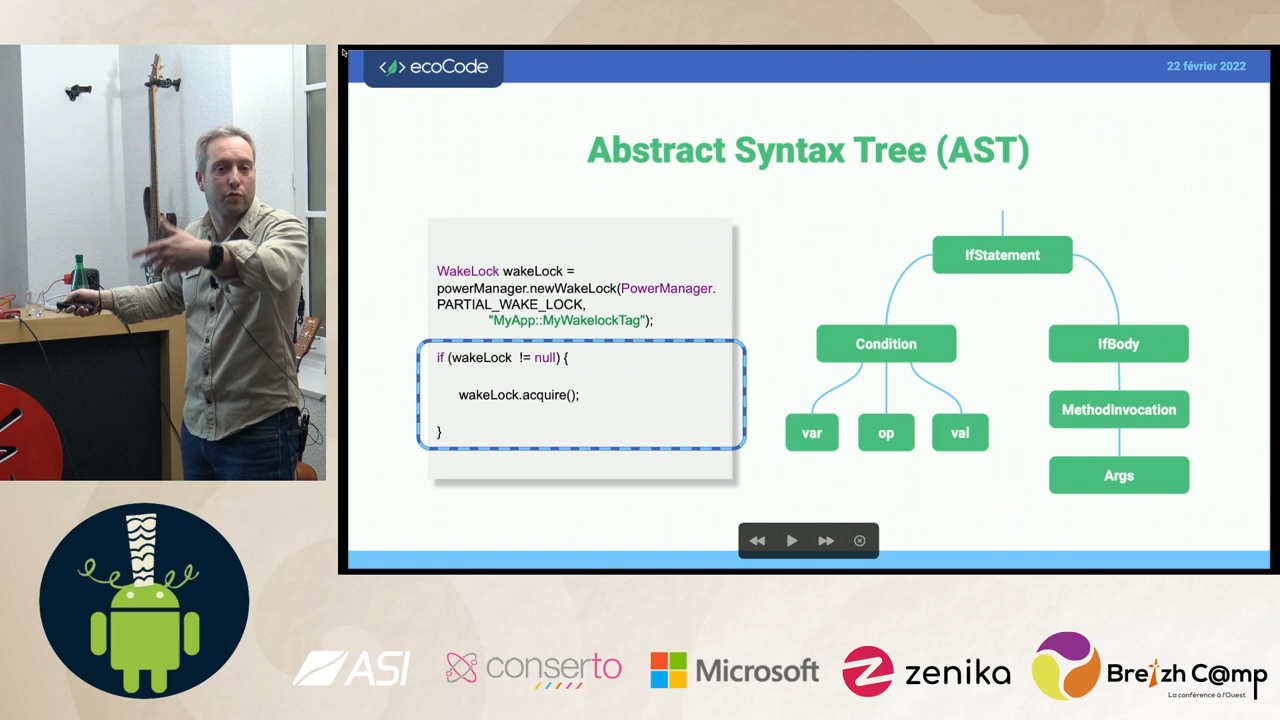 ecoCode
22 février 2022
Abstract Syntax Tree (AST)
WakeLock wakeLock =
powerManager.newWakeLock(PowerManager.
PARTIAL_WAKE_LOCK,
"MyApp::MyWakelockTag");
if (wakeLock != null) {
wakeLock.acquire();
}
IfStatement
Condition
IfBody
MethodInvocation
var
op
val
Args
ASI
conserto
Microsoft
zenika
Breizh C@mp
La conférence à l'Ouest